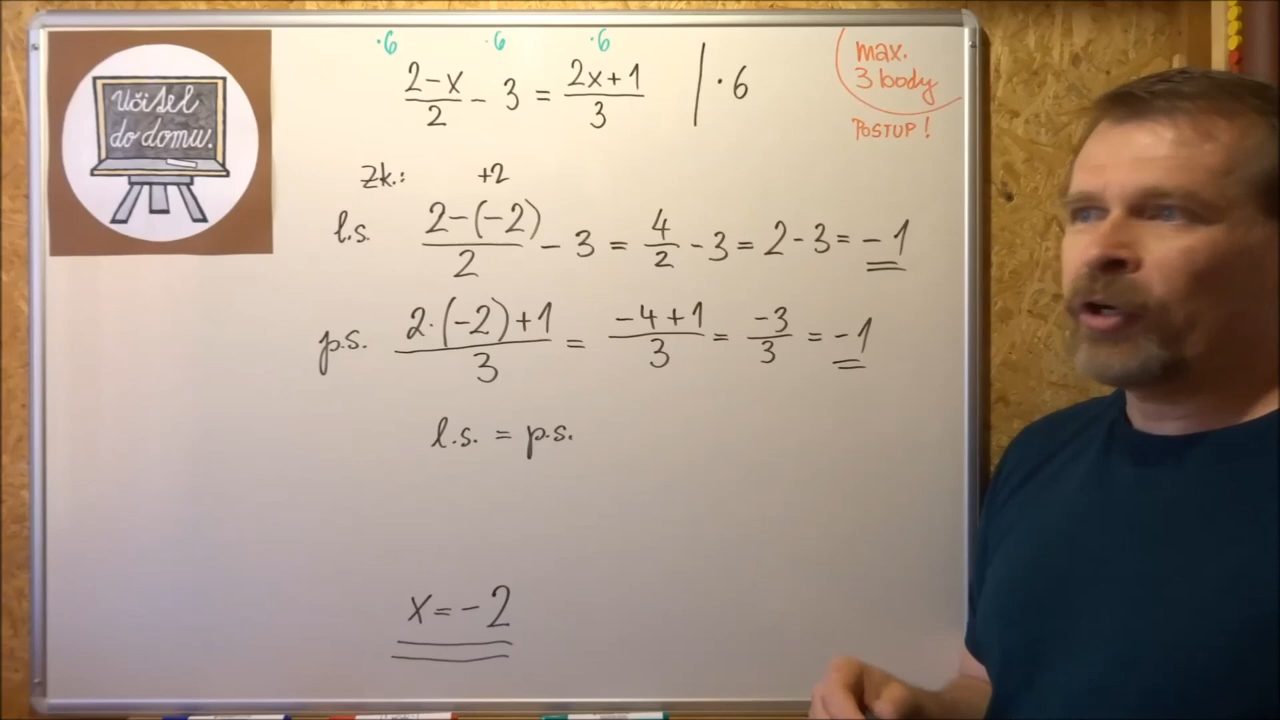 Učitel
do domu.
·6 ·6 ·6
(2-x)/2 - 3 = (2x+1)/3 | ·6
max.
3 body
POSTUP!
Zk.: +2
l.s. (2-(-2))/2 - 3 = 4/2 - 3 = 2-3 = -1
p.s. (2·(-2)+1)/3 = (-4+1)/3 = -3/3 = -1
l.s. = p.s.
x = -2